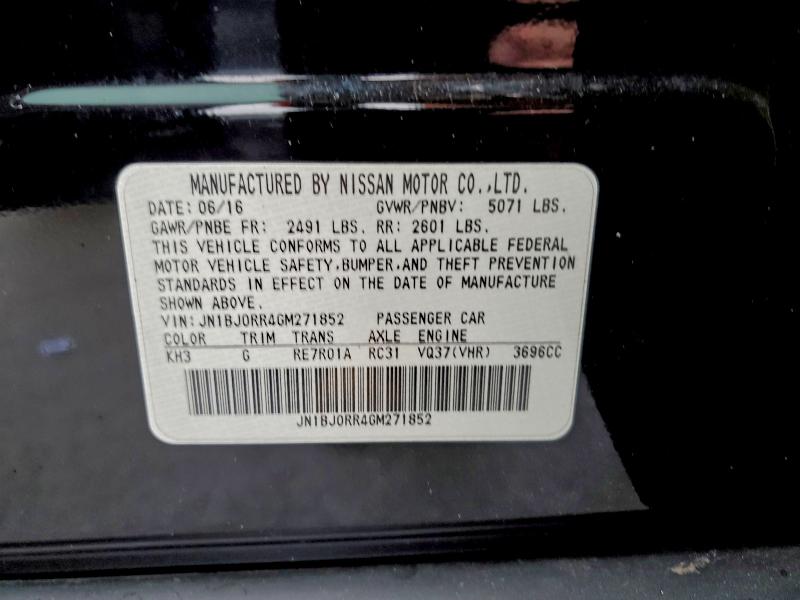 MANUFACTURED BY NISSAN MOTOR CO.,LTD.
DATE: 06/16 GVWR/PNBV: 5071 LBS.
GAWR/PNBE FR: 2491 LBS. RR: 2601 LBS.
THIS VEHICLE CONFORMS TO ALL APPLICABLE FEDERAL
MOTOR VEHICLE SAFETY,BUMPER,AND THEFT PREVENTION
STANDARDS IN EFFECT ON THE DATE OF MANUFACTURE
SHOWN ABOVE.
VIN:JN1BJ0RR4GM271852 PASSENGER CAR
COLOR TRIM TRANS AXLE ENGINE
KH3 G RE7R01A RC31 VQ37(VHR) 3696CC
JN1BJ0RR4GM271852